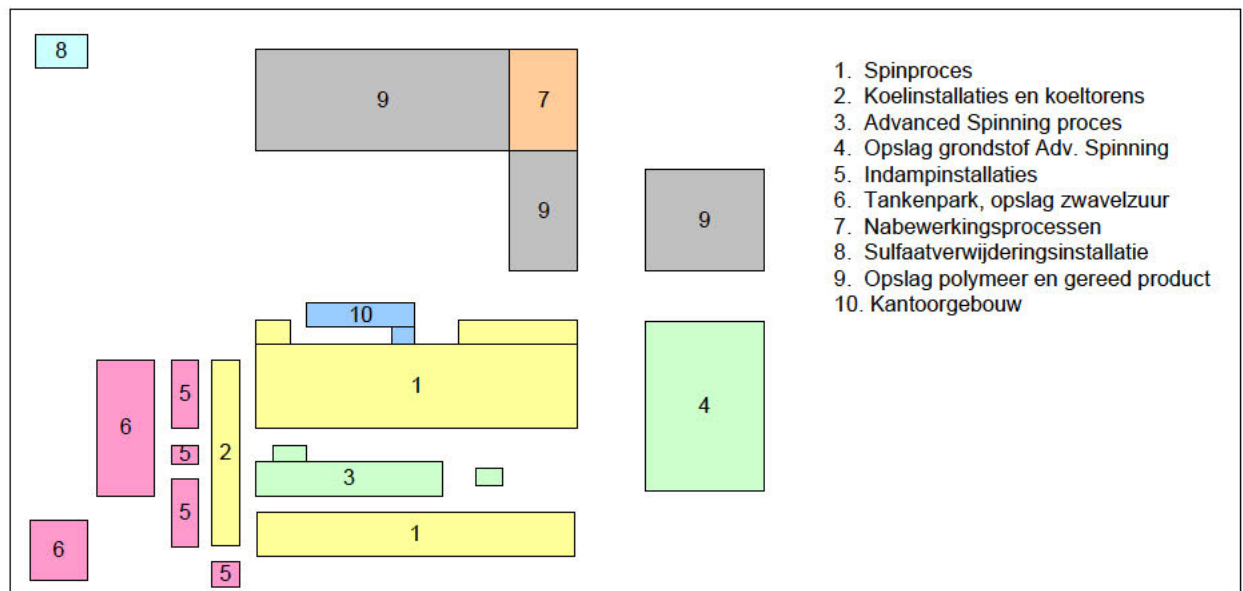 8
9
7
9
9
10
1
4
6
5
5
2
5
3
1
6
5
1. Spinproces
2. Koelinstallaties en koeltorens
3. Advanced Spinning proces
4. Opslag grondstof Adv. Spinning
5. Indampinstallaties
6. Tankenpark, opslag zwavelzuur
7. Nabewerkingsprocessen
8. Sulfaatverwijderingsinstallatie
9. Opslag polymeer en gereed product
10. Kantoorgebouw